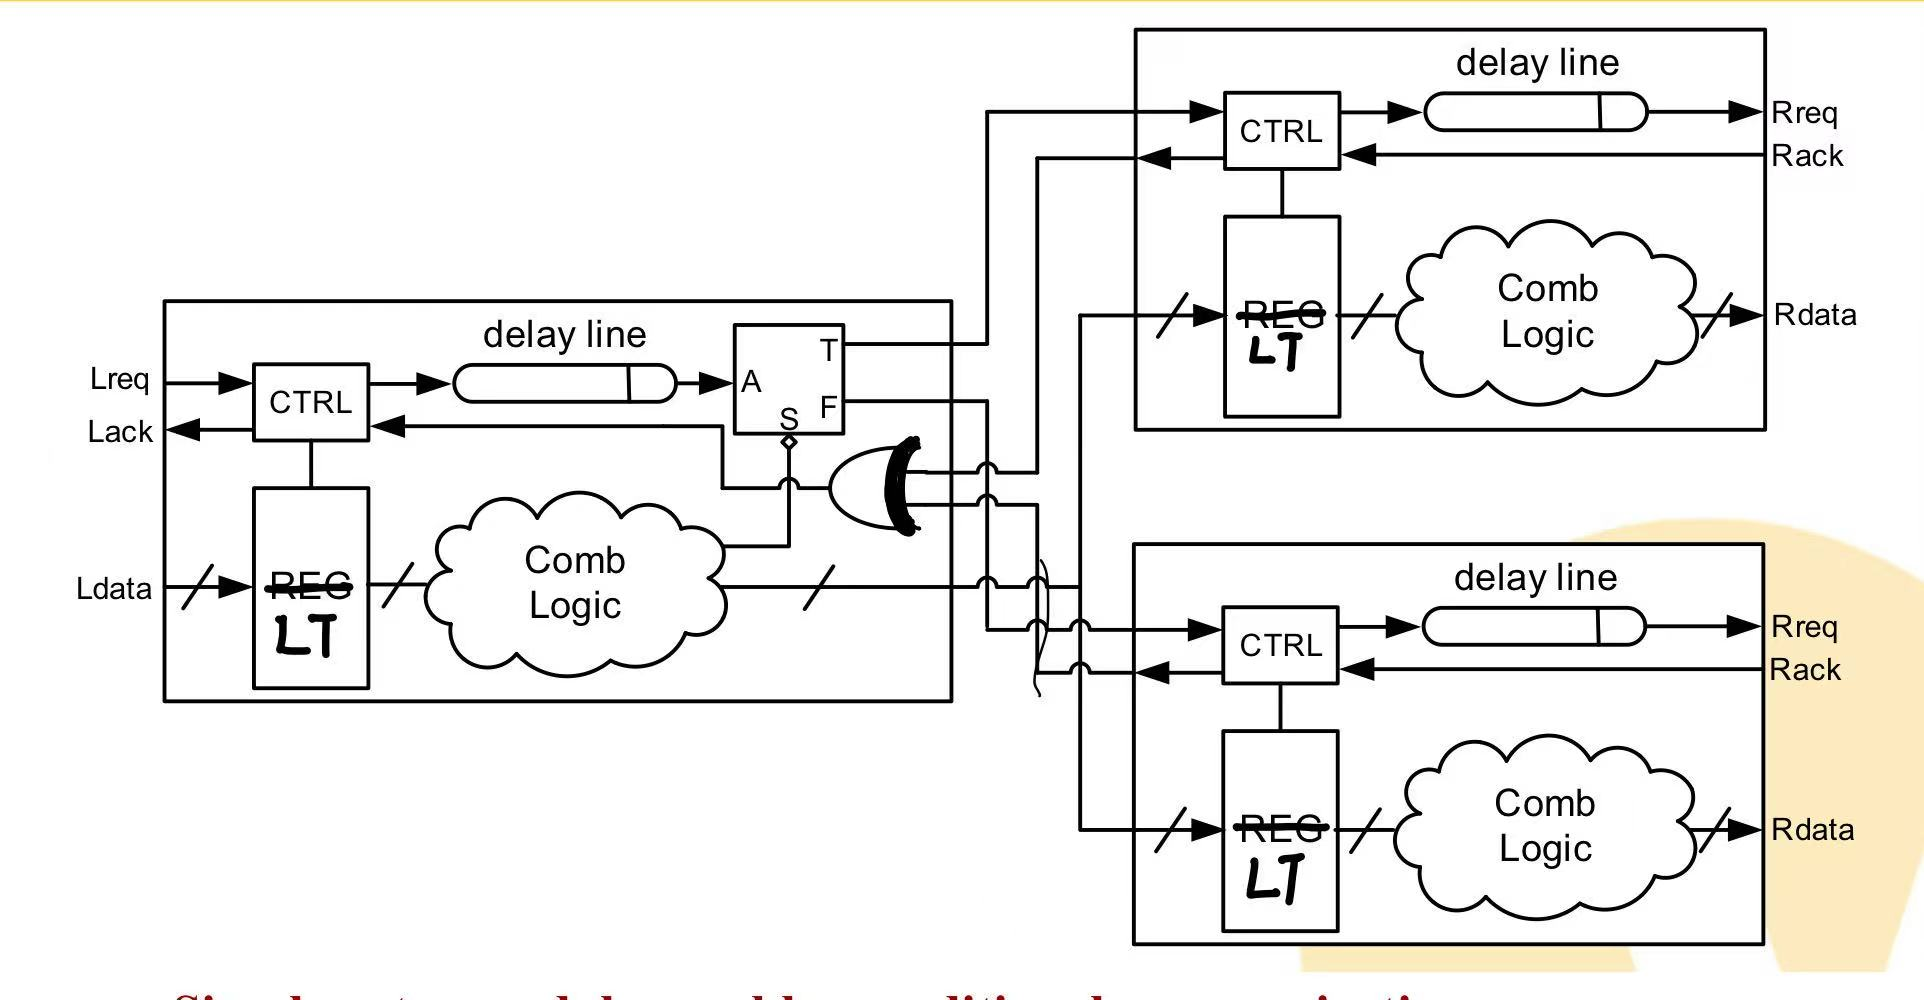 delay line
CTRL
Rreq
Rack
REG
LT
Comb
Logic
Rdata
delay line
Lreq
CTRL
A
T
F
S
Lack
Ldata
REG
LT
Comb
Logic
delay line
CTRL
Rreq
Rack
REG
LT
Comb
Logic
Rdata